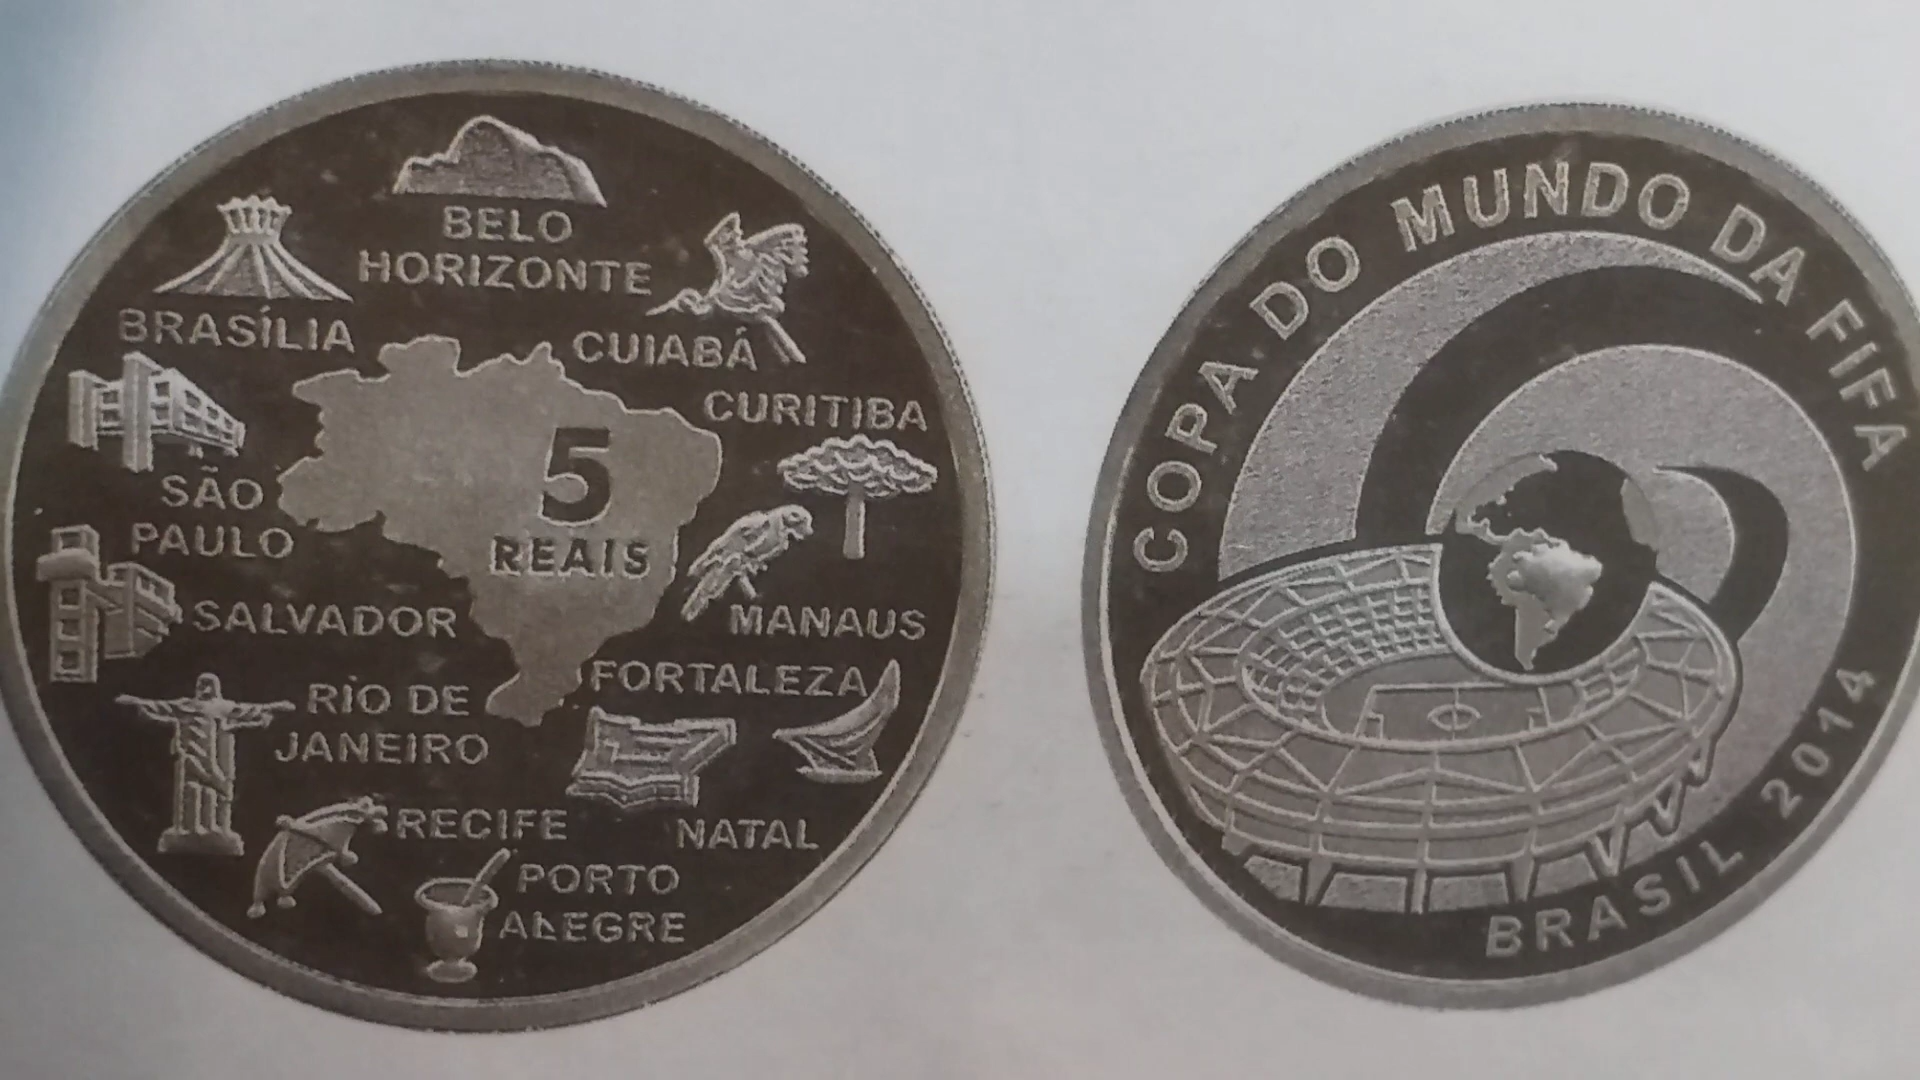 BELO
HORIZONTE
BRASÍLIA
CUIABÁ
CURITIBA
SÃO
PAULO
5
REAIS
SALVADOR
MANAUS
FORTALEZA
RIO DE
JANEIRO
RECIFE
NATAL
PORTO
ALEGRE
COPA DO MUNDO DA FIFA
BRASIL 2014